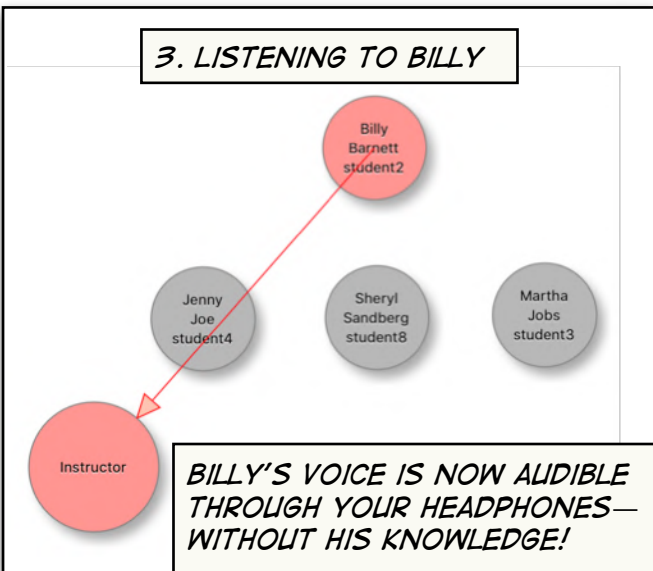 3. LISTENING TO BILLY
Billy
Barnett
student2
Jenny
Joe
student4
Sheryl
Sandberg
student8
Martha
Jobs
student3
Instructor
BILLY'S VOICE IS NOW AUDIBLE
THROUGH YOUR HEADPHONES—
WITHOUT HIS KNOWLEDGE!